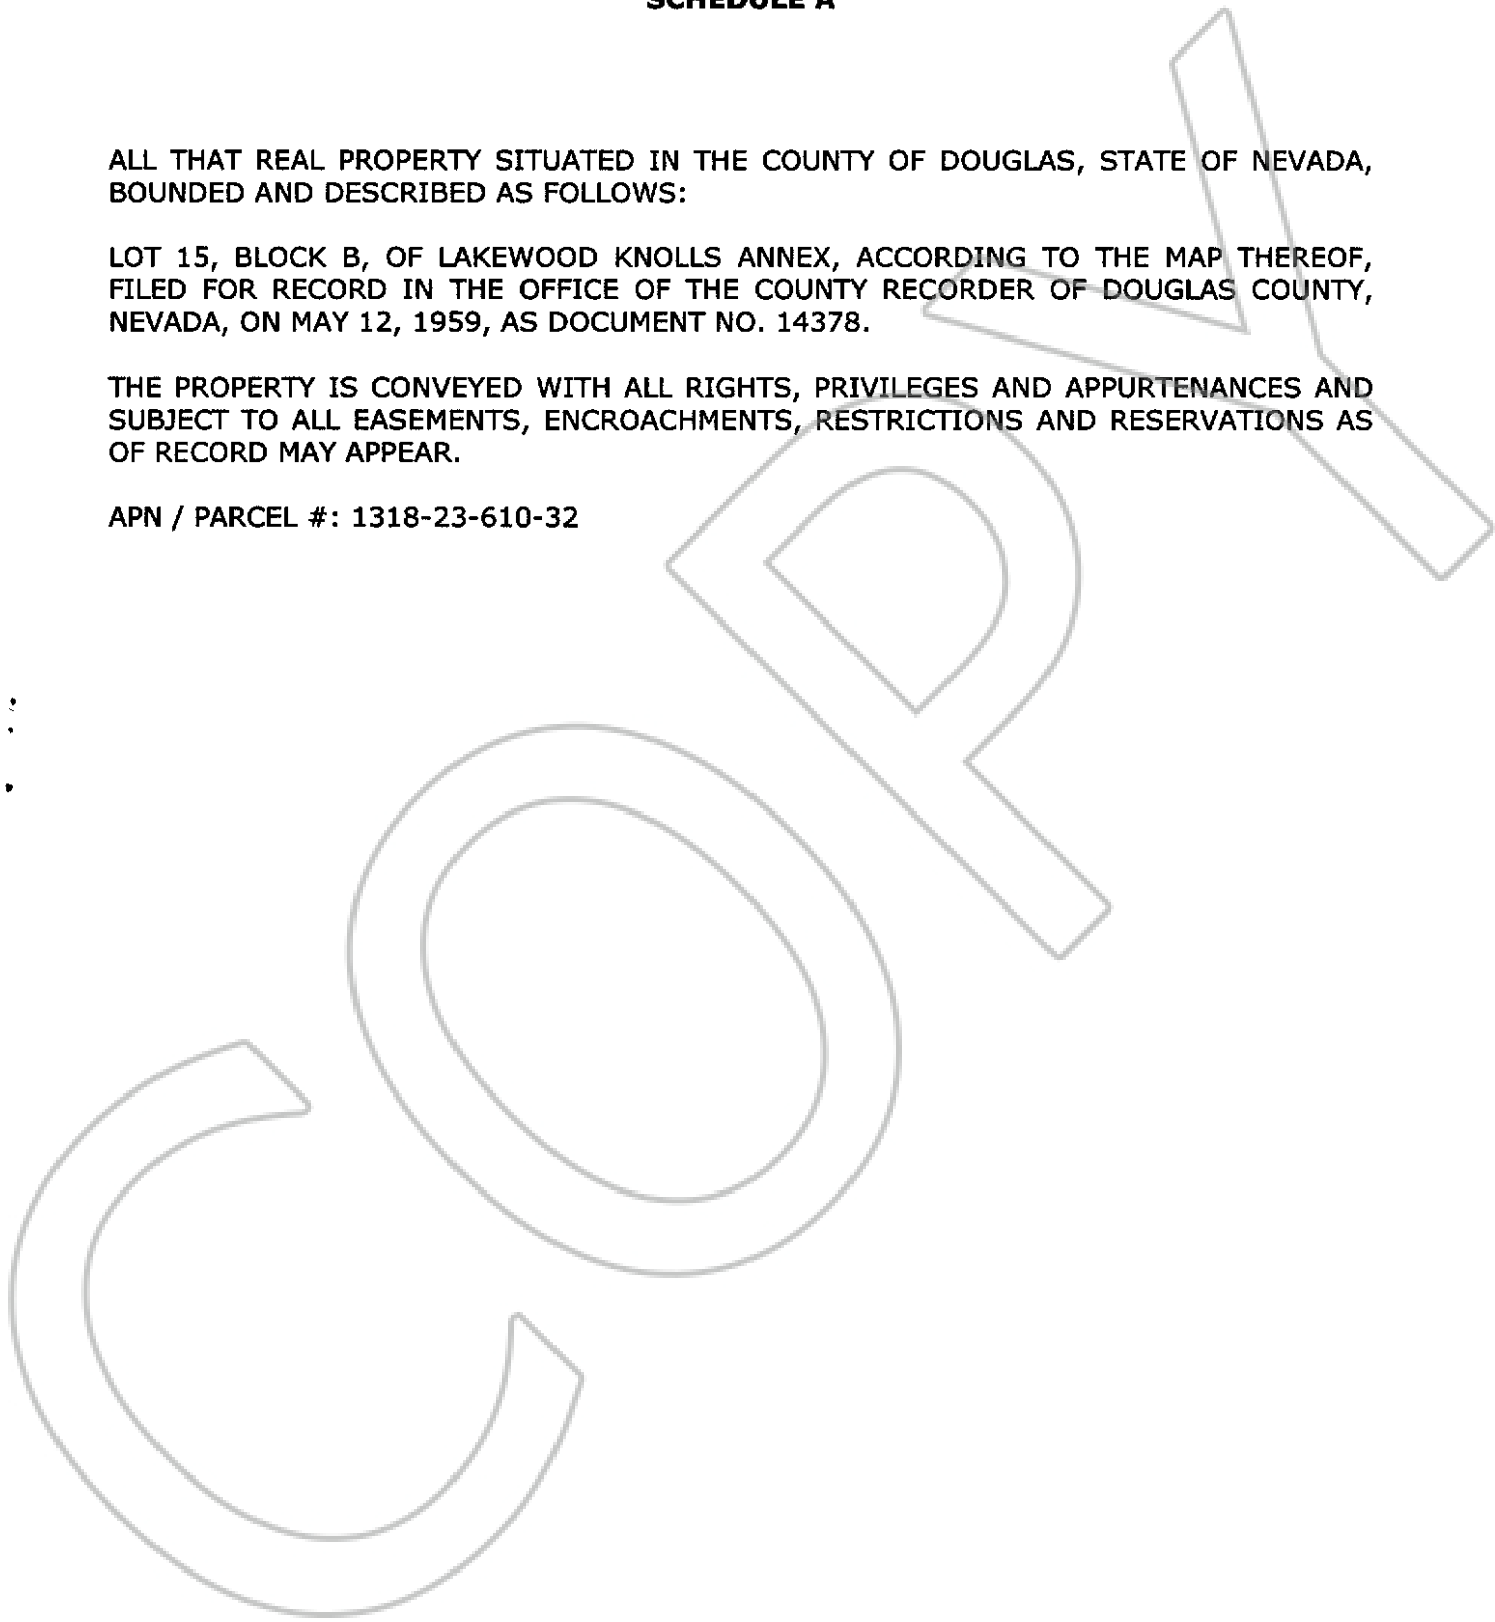 SCHEDULE A
ALL THAT REAL PROPERTY SITUATED IN THE COUNTY OF DOUGLAS, STATE OF NEVADA,
BOUNDED AND DESCRIBED AS FOLLOWS:
LOT 15, BLOCK B, OF LAKEWOOD KNOLLS ANNEX, ACCORDING TO THE MAP THEREOF,
FILED FOR RECORD IN THE OFFICE OF THE COUNTY RECORDER OF DOUGLAS COUNTY,
NEVADA, ON MAY 12, 1959, AS DOCUMENT NO. 14378.
THE PROPERTY IS CONVEYED WITH ALL RIGHTS, PRIVILEGES AND APPURTENANCES AND
SUBJECT TO ALL EASEMENTS, ENCROACHMENTS, RESTRICTIONS AND RESERVATIONS AS
OF RECORD MAY APPEAR.
APN / PARCEL #: 1318-23-610-32
COPY